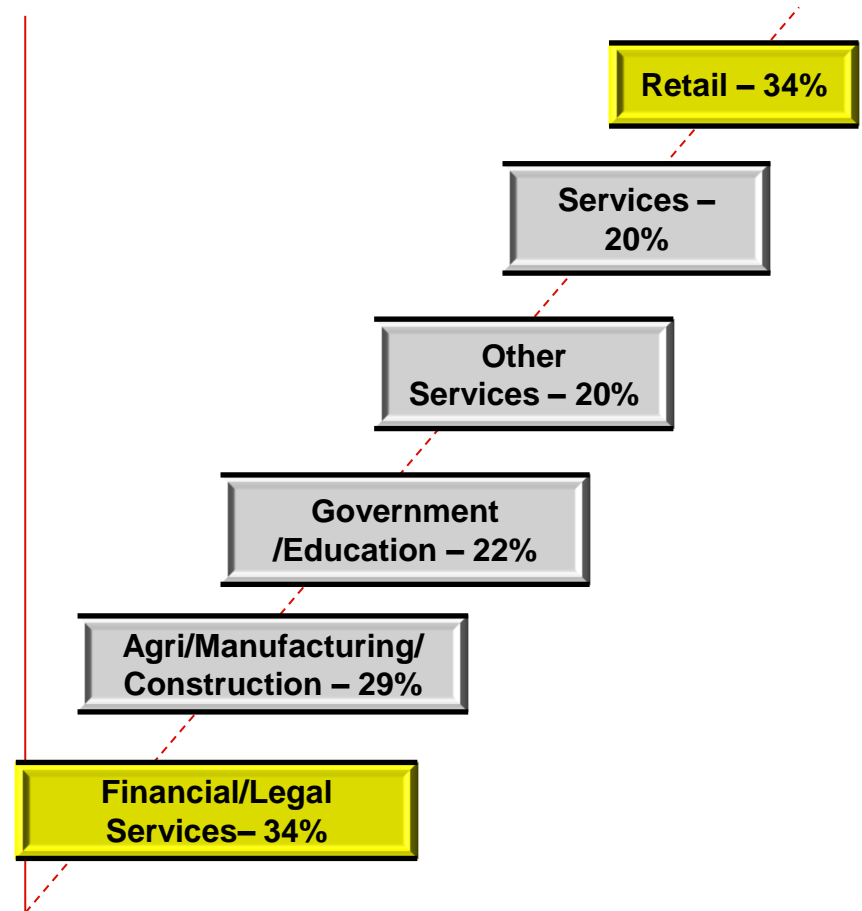 Retail – 34%
Services –
20%
Other
Services – 20%
Government
/Education – 22%
Agri/Manufacturing/
Construction – 29%
Financial/Legal
Services– 34%